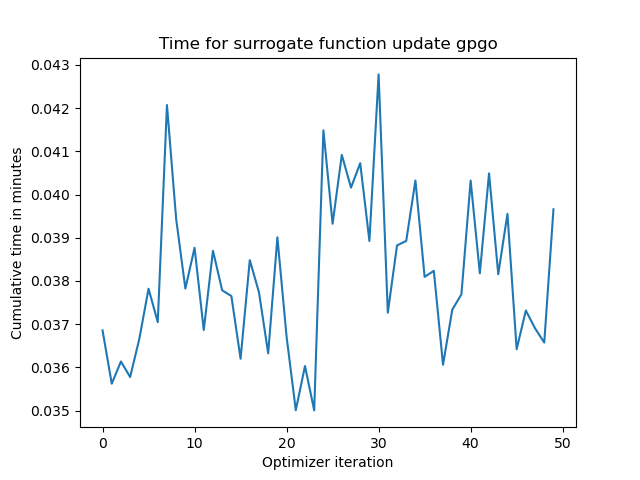 Time for surrogate function update gpgo
Cumulative time in minutes
0.043
0.042
0.041
0.040
0.039
0.038
0.037
0.036
0.035
0 10 20 30 40 50
Optimizer iteration